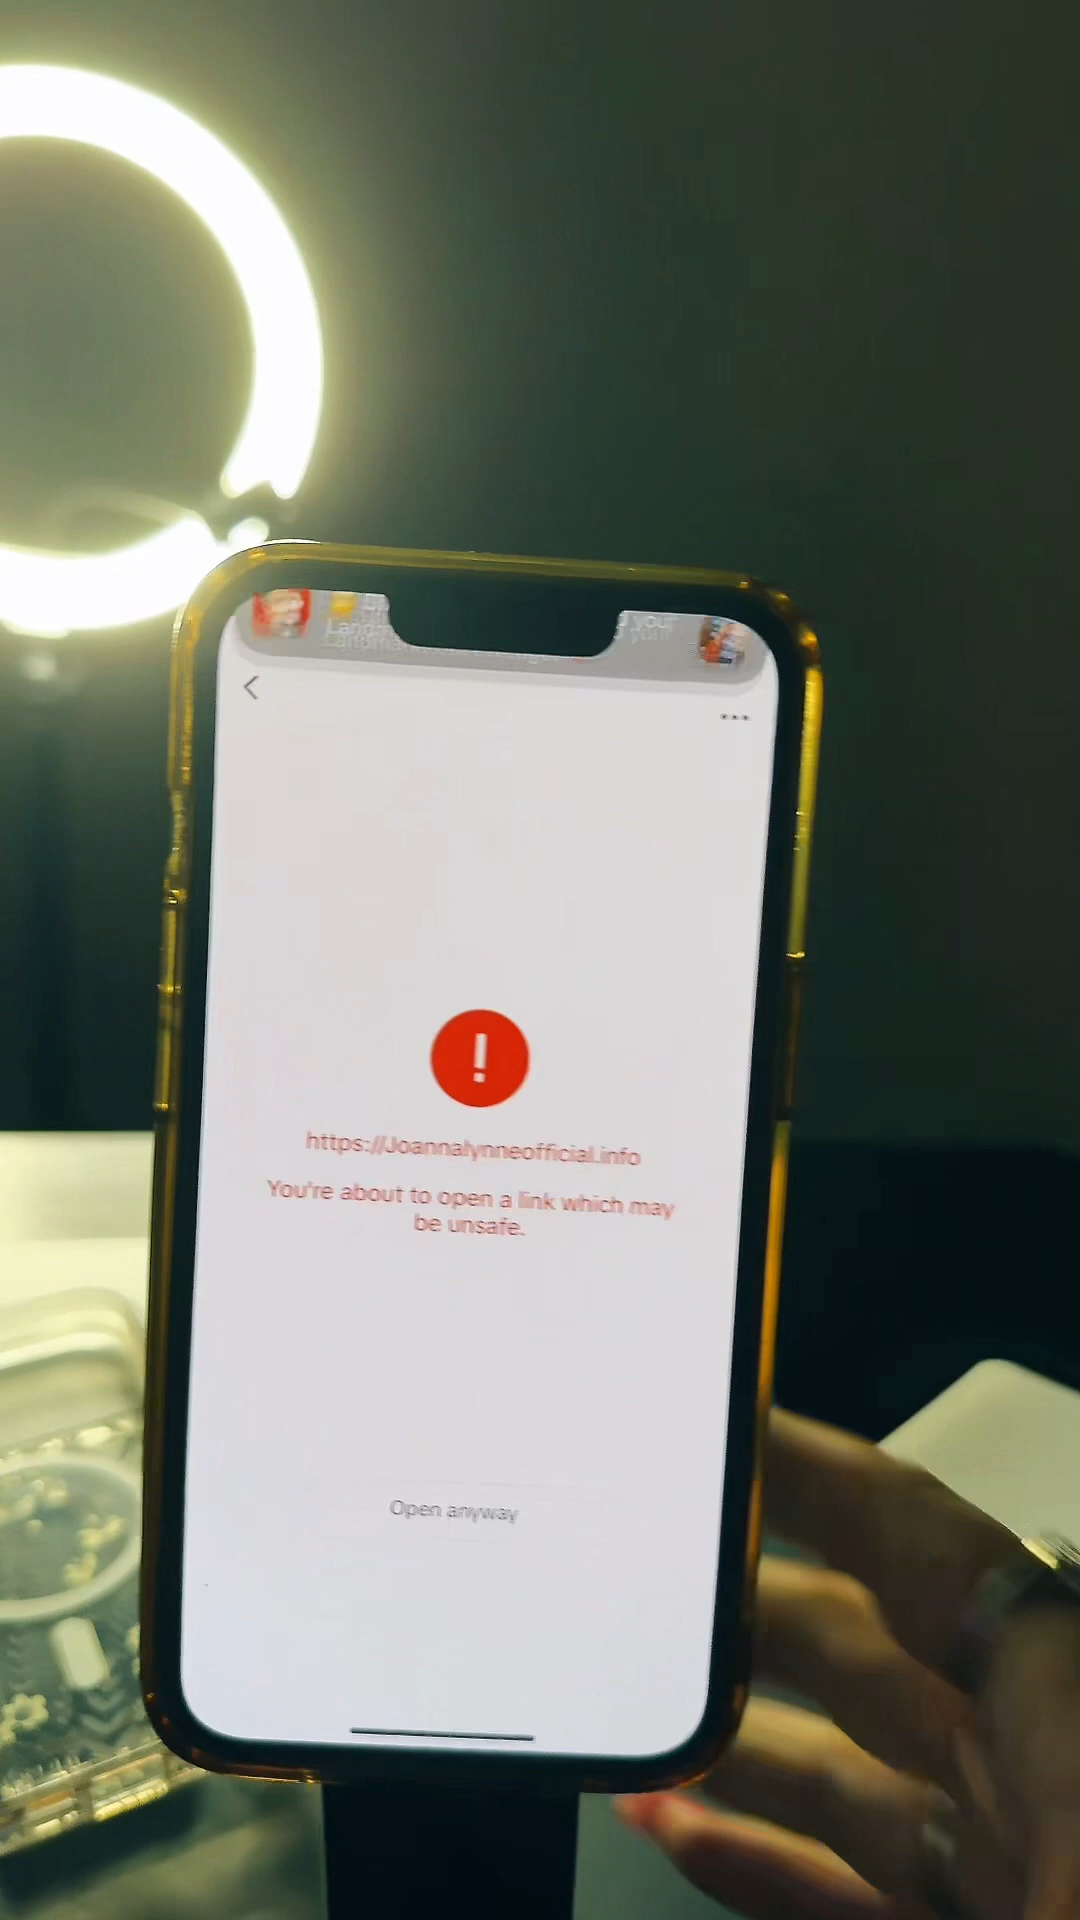 https://Joannalynneofficial.info
You're about to open a link which may
be unsafe.
Open anyway